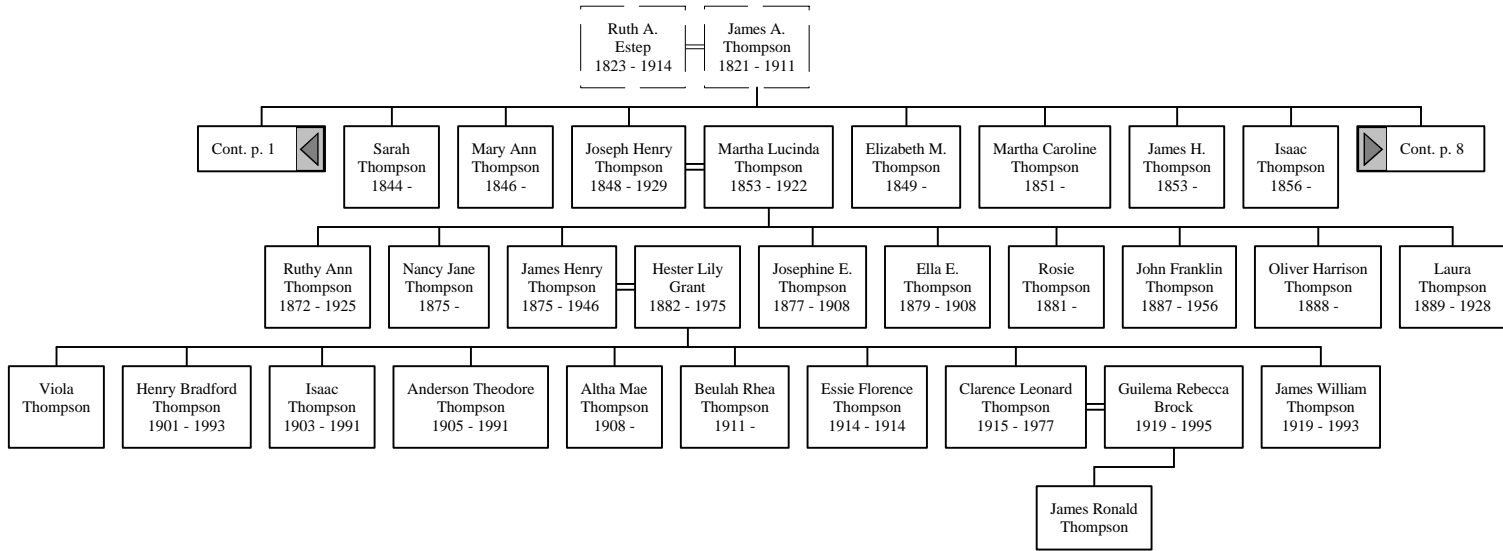 Ruth A.
Estep
1823 - 1914
James A.
Thompson
1821 - 1911
Cont. p. 1
Sarah
Thompson
1844 -
Mary Ann
Thompson
1846 -
Joseph Henry
Thompson
1848 - 1929
Martha Lucinda
Thompson
1853 - 1922
Elizabeth M.
Thompson
1849 -
Martha Caroline
Thompson
1851 -
James H.
Thompson
1853 -
Isaac
Thompson
1856 -
Cont. p. 8
Ruthy Ann
Thompson
1872 - 1925
Nancy Jane
Thompson
1875 -
James Henry
Thompson
1875 - 1946
Hester Lily
Grant
1882 - 1975
Josephine E.
Thompson
1877 - 1908
Ella E.
Thompson
1879 - 1908
Rosie
Thompson
1881 -
John Franklin
Thompson
1887 - 1956
Oliver Harrison
Thompson
1888 -
Laura
Thompson
1889 - 1928
Viola
Thompson
Henry Bradford
Thompson
1901 - 1993
Isaac
Thompson
1903 - 1991
Anderson Theodore
Thompson
1905 - 1991
Altha Mae
Thompson
1908 -
Beulah Rhea
Thompson
1911 -
Essie Florence
Thompson
1914 - 1914
Clarence Leonard
Thompson
1915 - 1977
Guilema Rebecca
Brock
1919 - 1995
James William
Thompson
1919 - 1993
James Ronald
Thompson